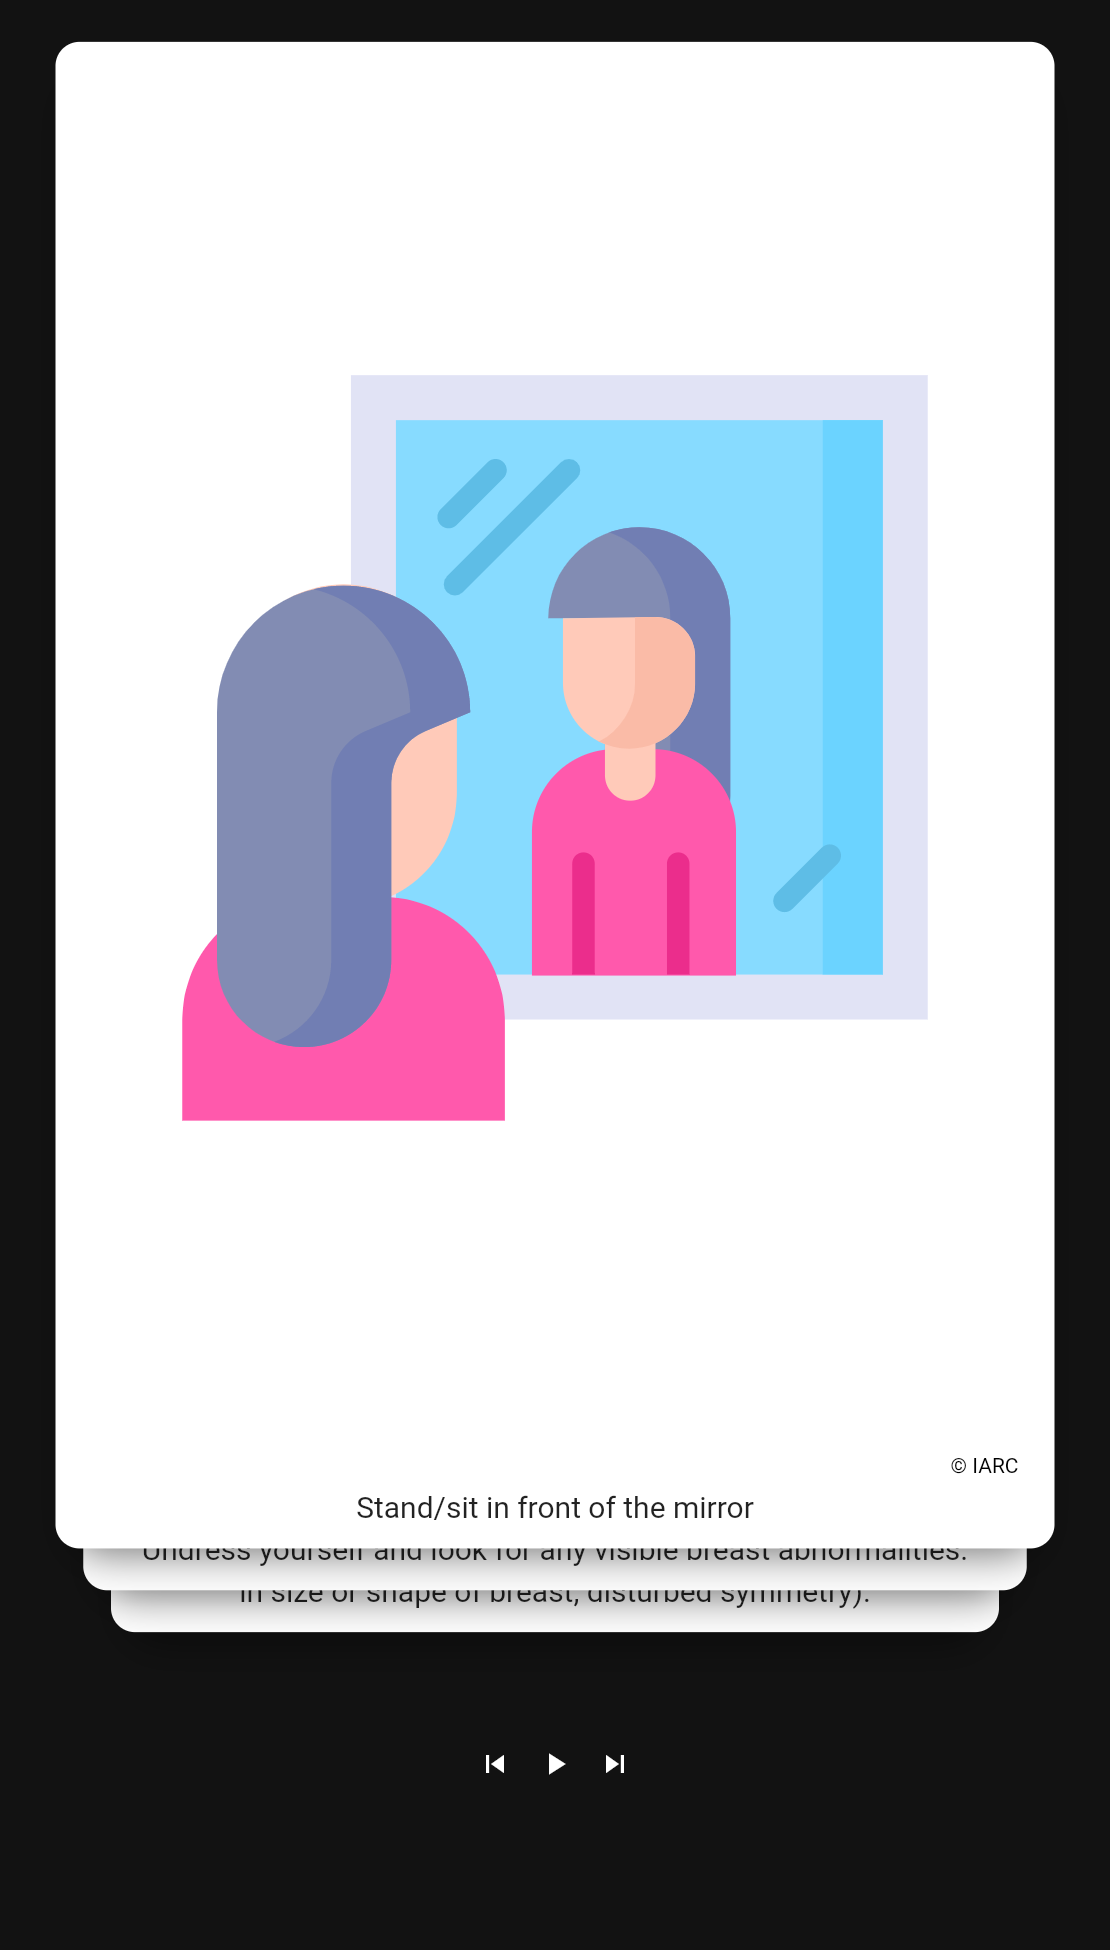 © IARC
Stand/sit in front of the mirror
Undress yourself and look for any visible breast abnormalities.
in size or shape of breast, disturbed symmetry).